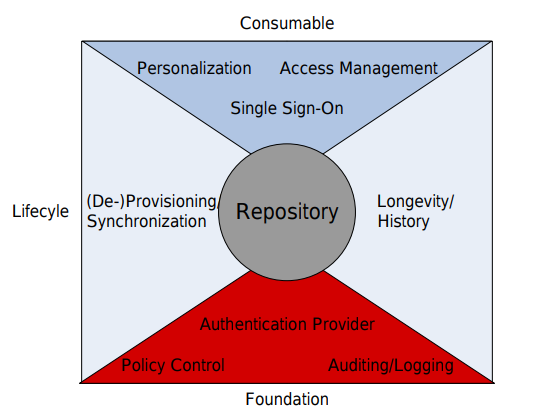 Consumable
Personalization Access Management
Single Sign-On
Lifecyle
(De-)Provisioning/
Synchronization
Repository
Longevity/
History
Authentication Provider
Policy Control Auditing/Logging
Foundation